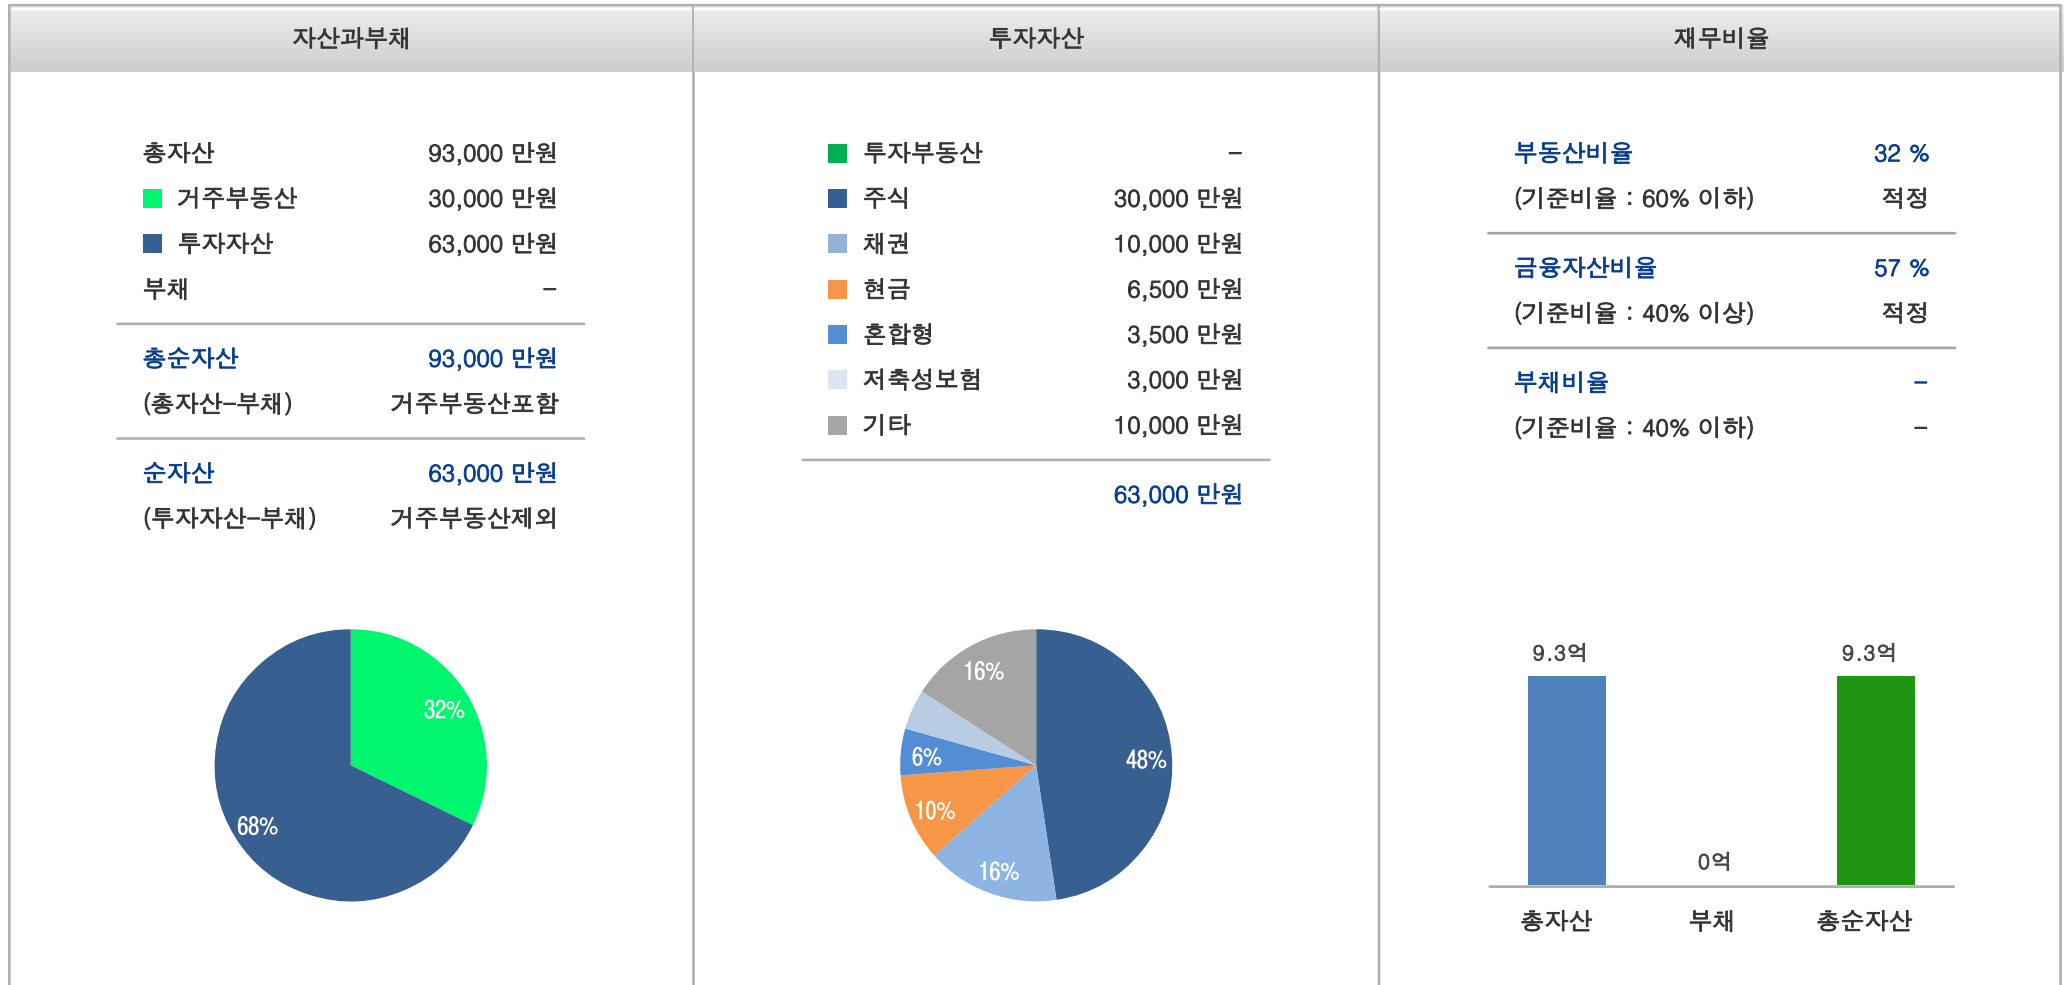 자산과부채
총자산 93,000 만원
거주부동산 30,000 만원
투자자산 63,000 만원
부채 –
총순자산 93,000 만원
(총자산–부채) 거주부동산포함
순자산 63,000 만원
(투자자산–부채) 거주부동산제외
32%
68%
투자자산
투자부동산 –
주식 30,000 만원
채권 10,000 만원
현금 6,500 만원
혼합형 3,500 만원
저축성보험 3,000 만원
기타 10,000 만원
63,000 만원
16%
48%
6%
10%
16%
재무비율
부동산비율 32 %
(기준비율 : 60% 이하) 적정
금융자산비율 57 %
(기준비율 : 40% 이상) 적정
부채비율 –
(기준비율 : 40% 이하) –
9.3억 9.3억
0억
총자산 부채 총순자산